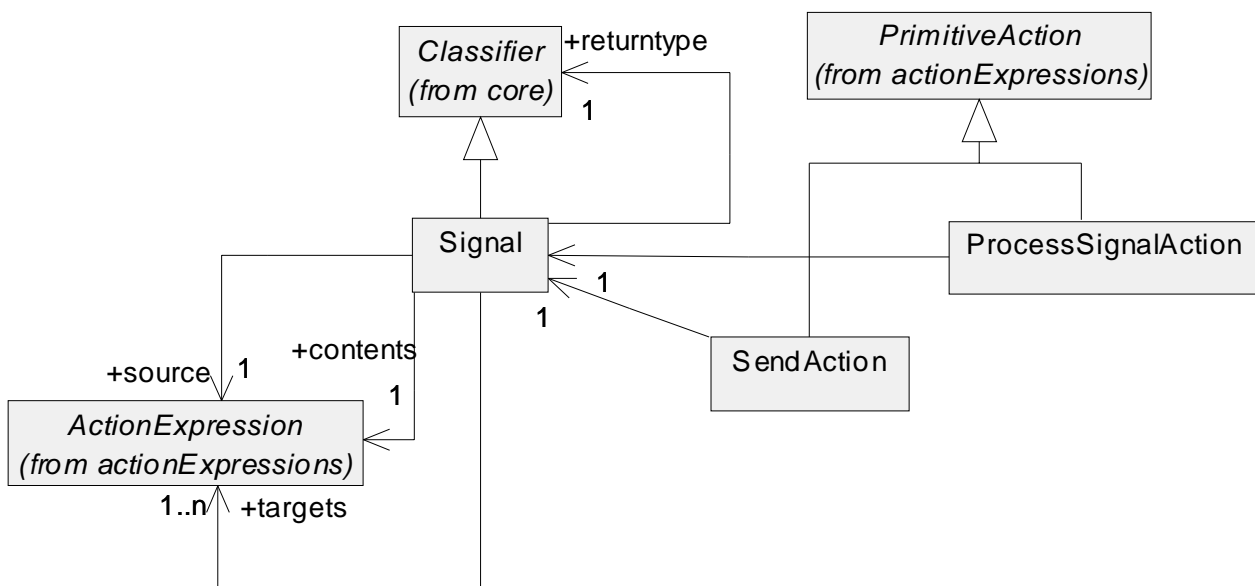 Classifier
(from core)
+returntype
1
PrimitiveAction
(from actionExpressions)
Signal
ProcessSignalAction
1
1
SendAction
+contents
1
+source
1
ActionExpression
(from actionExpressions)
1..n
+targets